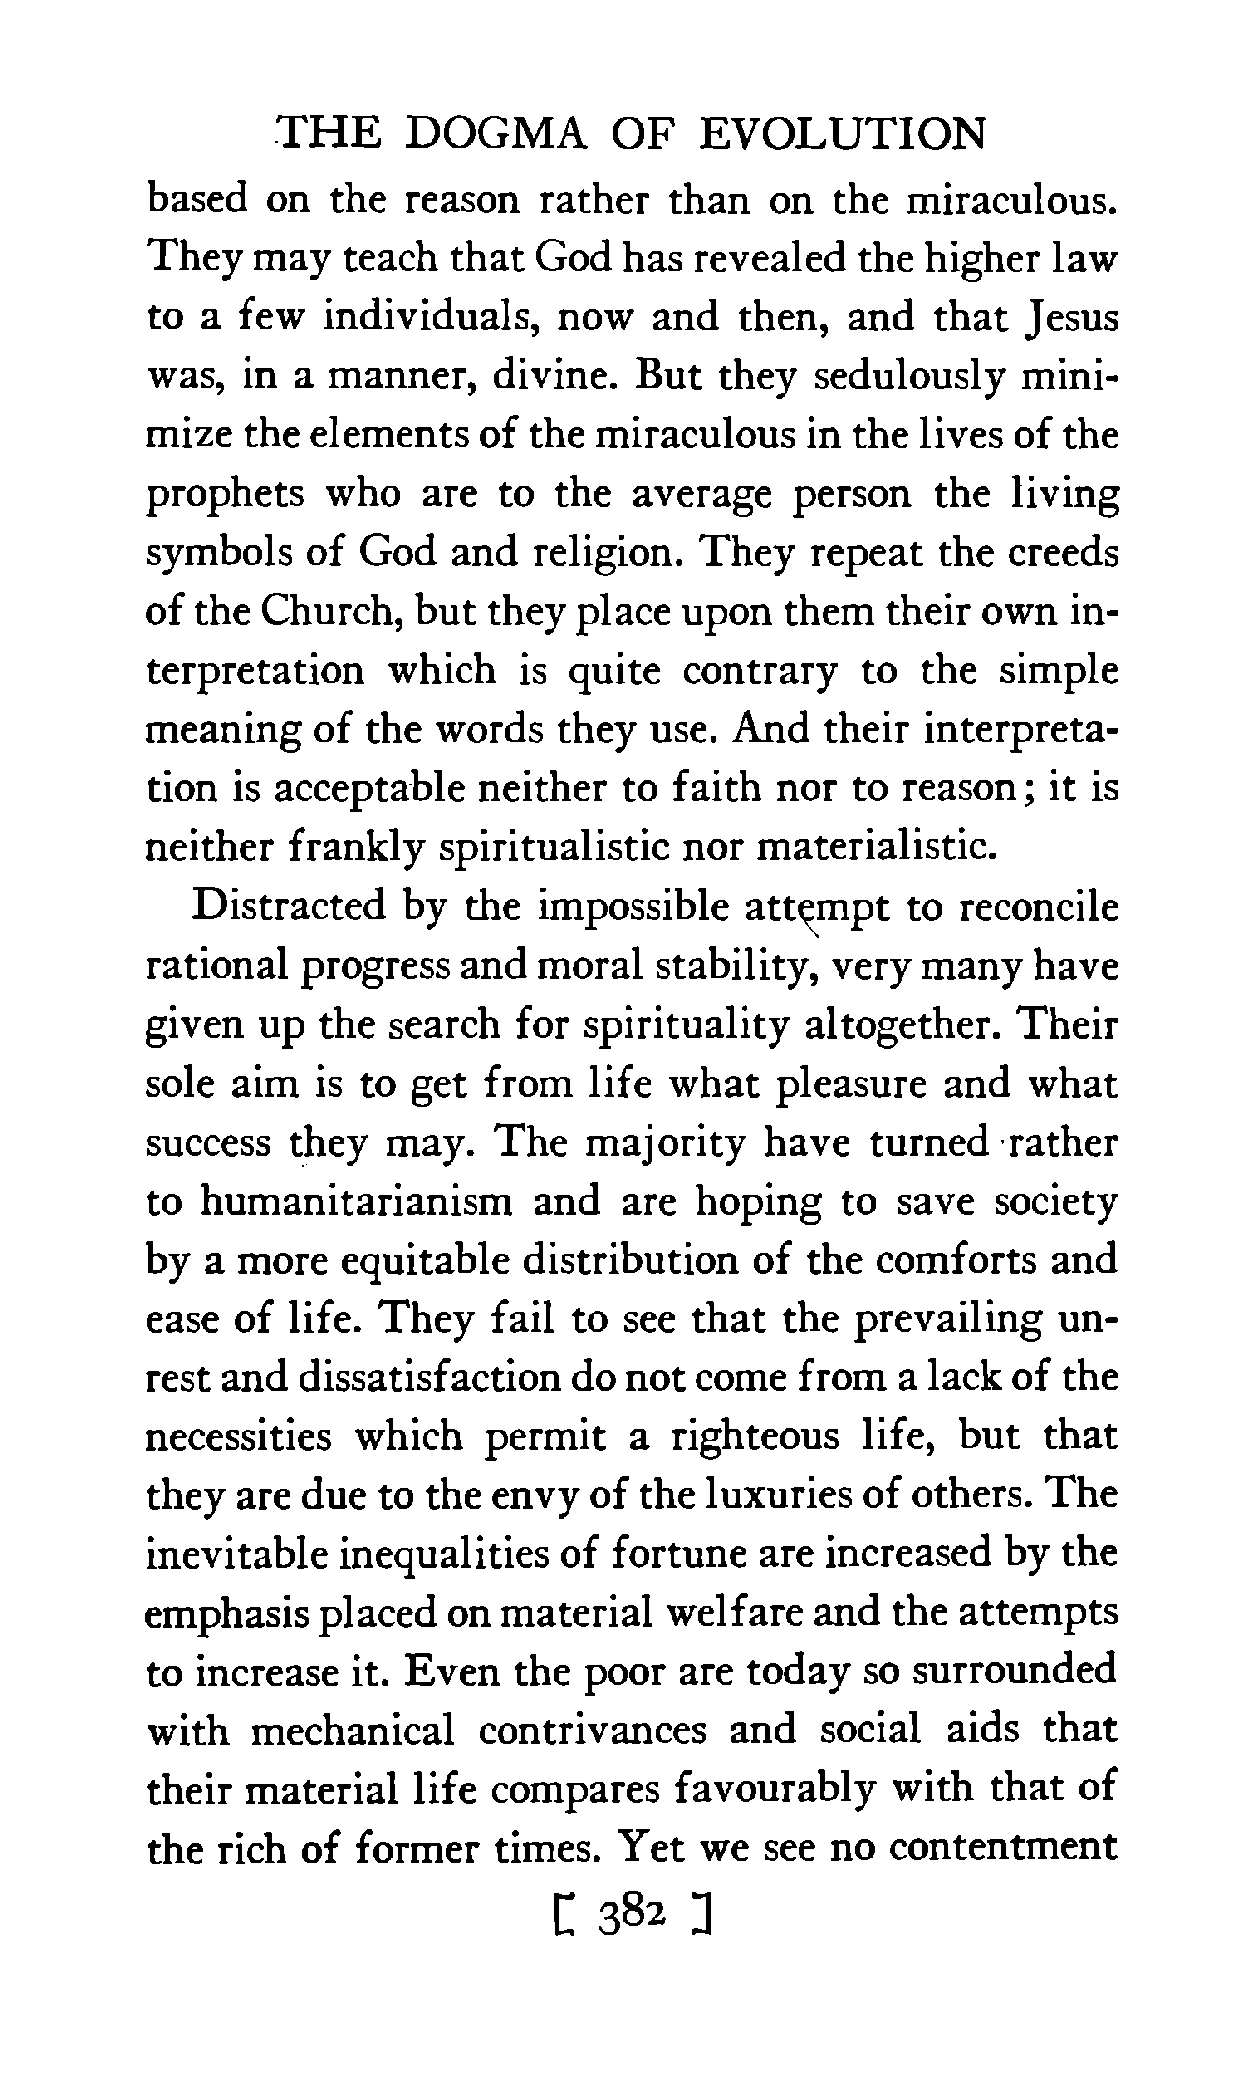 THE DOGMA OF EVOLUTION
based on the reason rather than on the miraculous.
They may teach that God has revealed the higher law
to a few individuals, now and then, and that Jesus
was, in a manner, divine. But they sedulously mini-
mize the elements of the miraculous in the lives of the
prophets who are to the average person the living
symbols of God and religion. They repeat the creeds
of the Church, but they place upon them their own in-
terpretation which is quite contrary to the simple
meaning of the words they use. And their interpreta-
tion is acceptable neither to faith nor to reason; it is
neither frankly spiritualistic nor materialistic.
Distracted by the impossible attempt to reconcile
rational progress and moral stability, very many have
given up the search for spirituality altogether. Their
sole aim is to get from life what pleasure and what
success they may. The majority have turned rather
to humanitarianism and are hoping to save society
by a more equitable distribution of the comforts and
ease of life. They fail to see that the prevailing un-
rest and dissatisfaction do not come from a lack of the
necessities which permit a righteous life, but that
they are due to the envy of the luxuries of others. The
inevitable inequalities of fortune are increased by the
emphasis placed on material welfare and the attempts
to increase it. Even the poor are today so surrounded
with mechanical contrivances and social aids that
their material life compares favourably with that of
the rich of former times. Yet we see no contentment
[ 382 ]